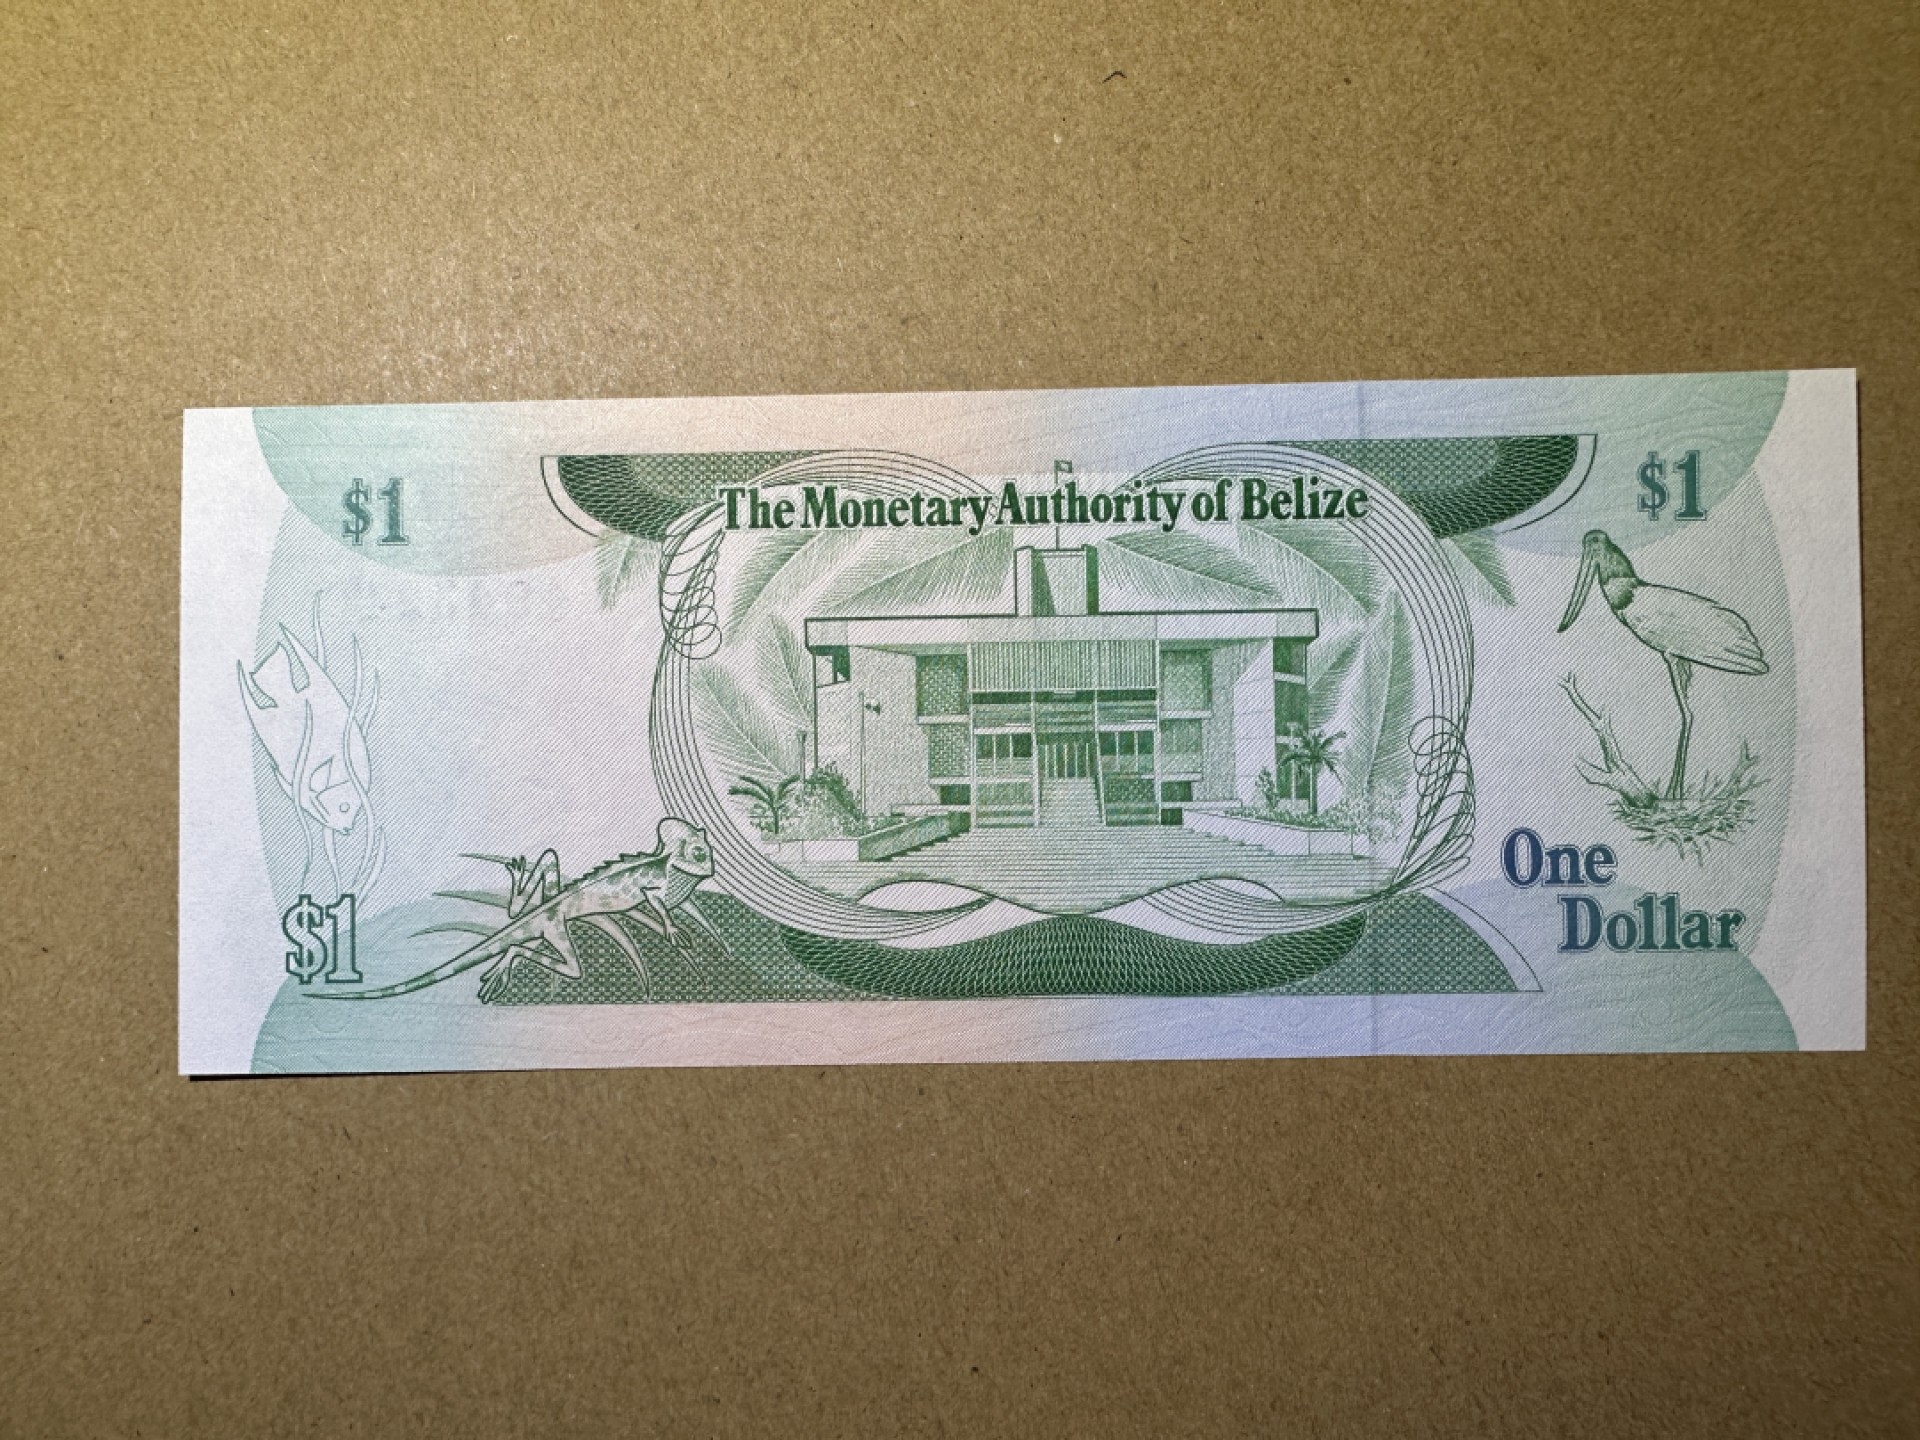 $1
The Monetary Authority of Belize
$1
One
Dollar
$1